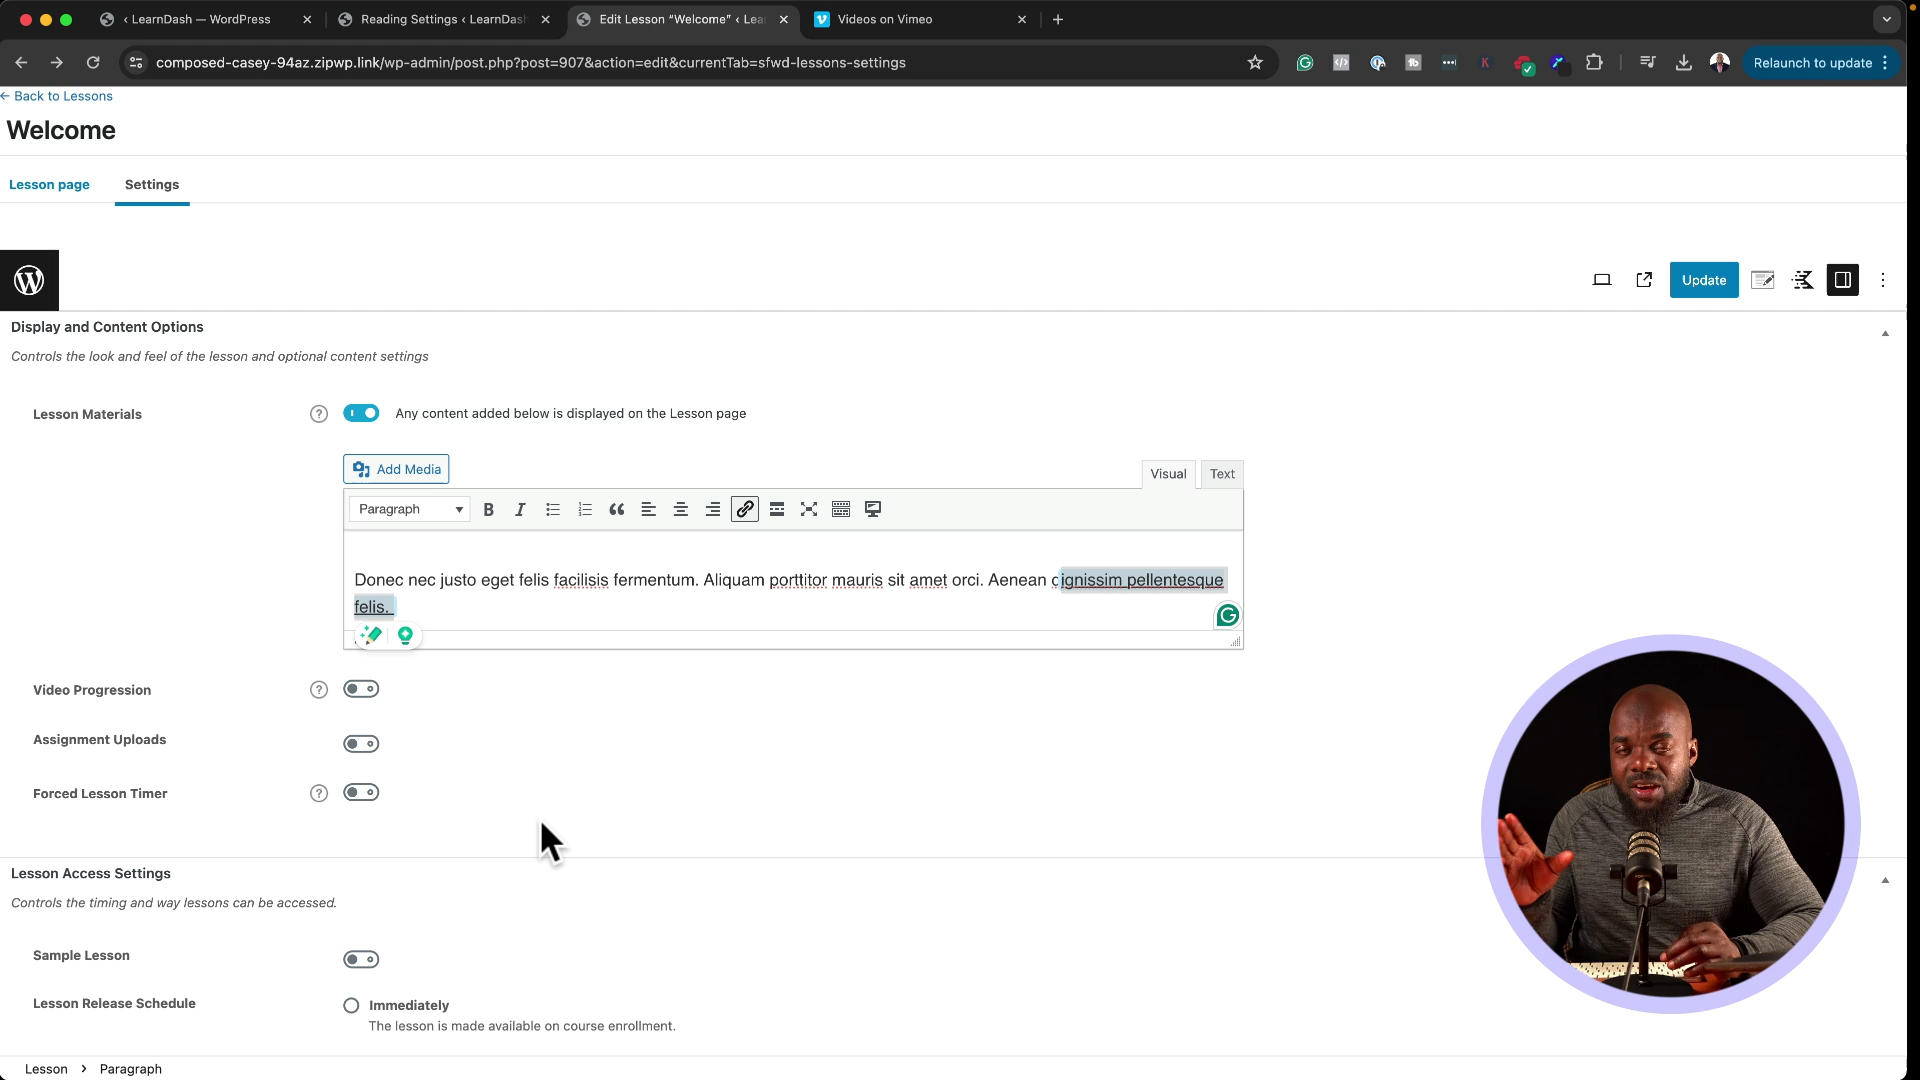 ‹ LearnDash — WordPress
Reading Settings ‹ LearnDash
Edit Lesson “Welcome” ‹ Lea
Videos on Vimeo
composed-casey-94az.zipwp.link/wp-admin/post.php?post=907&action=edit&currentTab=sfwd-lessons-settings
Relaunch to update
← Back to Lessons
Welcome
Lesson page
Settings
Update
Display and Content Options
Controls the look and feel of the lesson and optional content settings
Lesson Materials
Any content added below is displayed on the Lesson page
Add Media
Visual
Text
Paragraph
Donec nec justo eget felis facilisis fermentum. Aliquam porttitor mauris sit amet orci. Aenean dignissim pellentesque
felis.
Video Progression
Assignment Uploads
Forced Lesson Timer
Lesson Access Settings
Controls the timing and way lessons can be accessed.
Sample Lesson
Lesson Release Schedule
Immediately
The lesson is made available on course enrollment.
Lesson › Paragraph